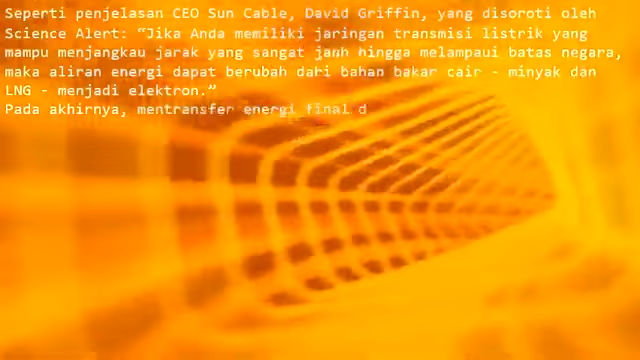 Seperti penjelasan CEO Sun Cable, David Griffin, yang disoroti oleh
Science Alert: “Jika Anda memiliki jaringan transmisi listrik yang
mampu menjangkau jarak yang sangat jauh hingga melampaui batas negara,
maka aliran energi dapat berubah dari bahan bakar cair - minyak dan
LNG - menjadi elektron.”
Pada akhirnya, mentransfer energi final d